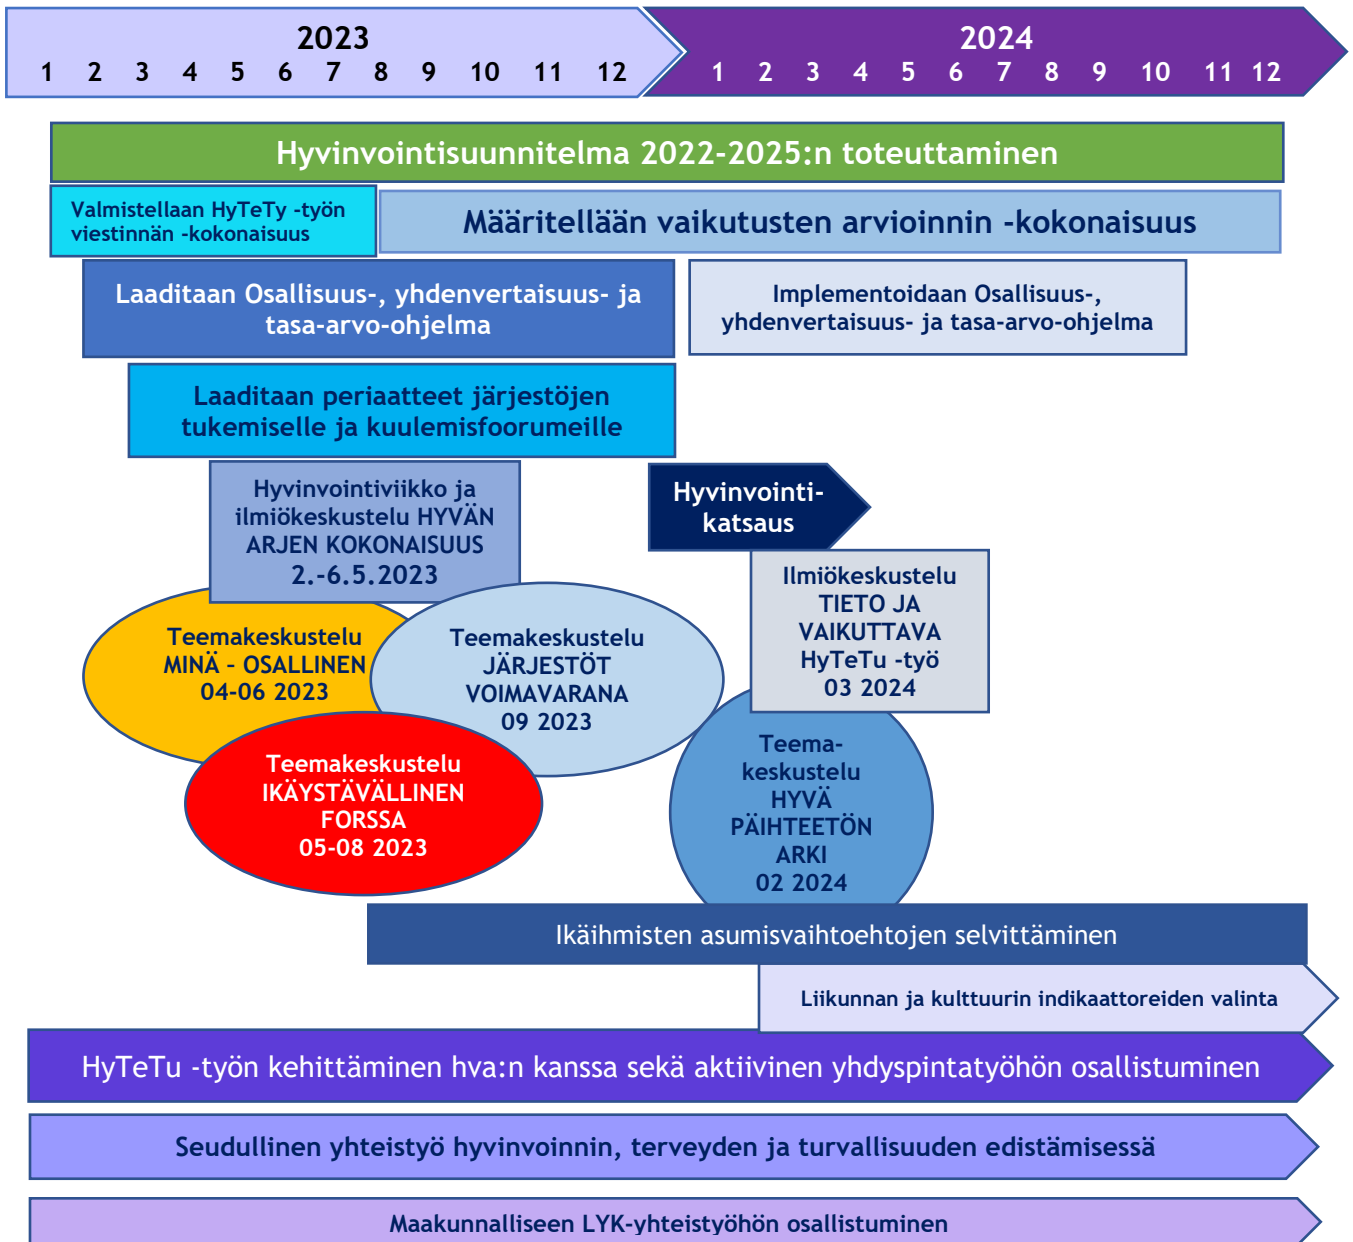 2023
1 2 3 4 5 6 7 8 9 10 11 12
2024
1 2 3 4 5 6 7 8 9 10 11 12
Hyvinvointisuunnitelma 2022-2025:n toteuttaminen
Valmistellaan HyTeTy -työn
viestinnän -kokonaisuus
Määritellään vaikutusten arvioinnin -kokonaisuus
Laaditaan Osallisuus-, yhdenvertaisuus- ja
tasa-arvo-ohjelma
Implementoidaan Osallisuus-,
yhdenvertaisuus- ja tasa-arvo-ohjelma
Laaditaan periaatteet järjestöjen
tukemiselle ja kuulemisfoorumeille
Hyvinvointiviikko ja
ilmiökeskustelu HYVÄN
ARJEN KOKONAISUUS
2.-6.5.2023
Hyvinvointi-
katsaus
Ilmiökeskustelu
TIETO JA
VAIKUTTAVA
HyTeTu -työ
03 2024
Teemakeskustelu
MINÄ - OSALLINEN
04-06 2023
Teemakeskustelu
JÄRJESTÖT
VOIMAVARANA
09 2023
Teemakeskustelu
IKÄYSTÄVÄLLINEN
FORSSA
05-08 2023
Teema-
keskustelu
HYVÄ
PÄIHTEETÖN
ARKI
02 2024
Ikäihmisten asumisvaihtoehtojen selvittäminen
Liikunnan ja kulttuurin indikaattoreiden valinta
HyTeTu -työn kehittäminen hva:n kanssa sekä aktiivinen yhdyspintatyöhön osallistuminen
Seudullinen yhteistyö hyvinvoinnin, terveyden ja turvallisuuden edistämisessä
Maakunnalliseen LYK-yhteistyöhön osallistuminen